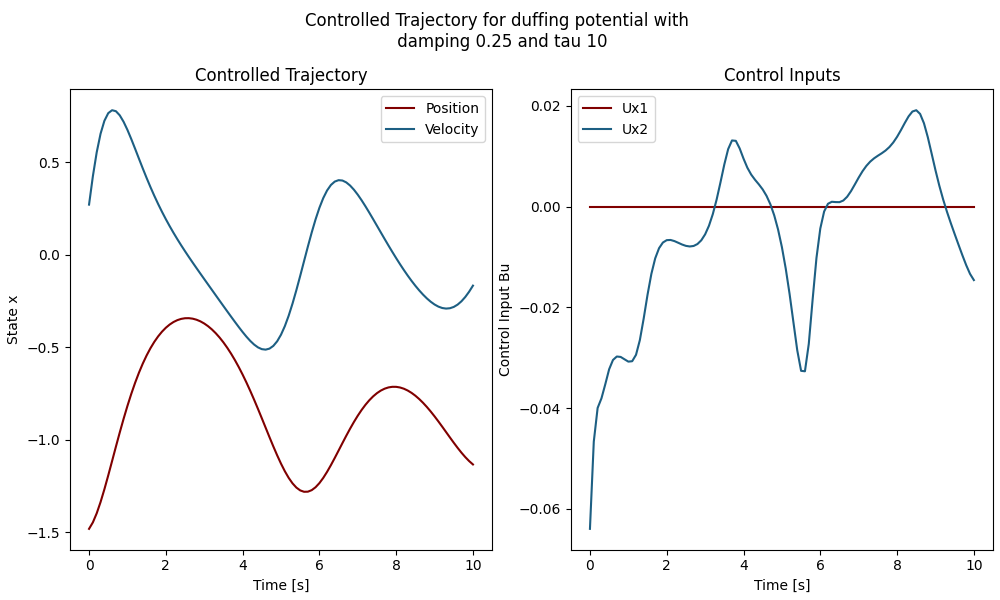 Controlled Trajectory for duffing potential with
damping 0.25 and tau 10
Controlled Trajectory
Position
Velocity
State x
0.5
0.0
−0.5
−1.0
−1.5
0 2 4 6 8 10
Time [s]
Control Inputs
Ux1
Ux2
Control Input Bu
0.02
0.00
−0.02
−0.04
−0.06
0 2 4 6 8 10
Time [s]